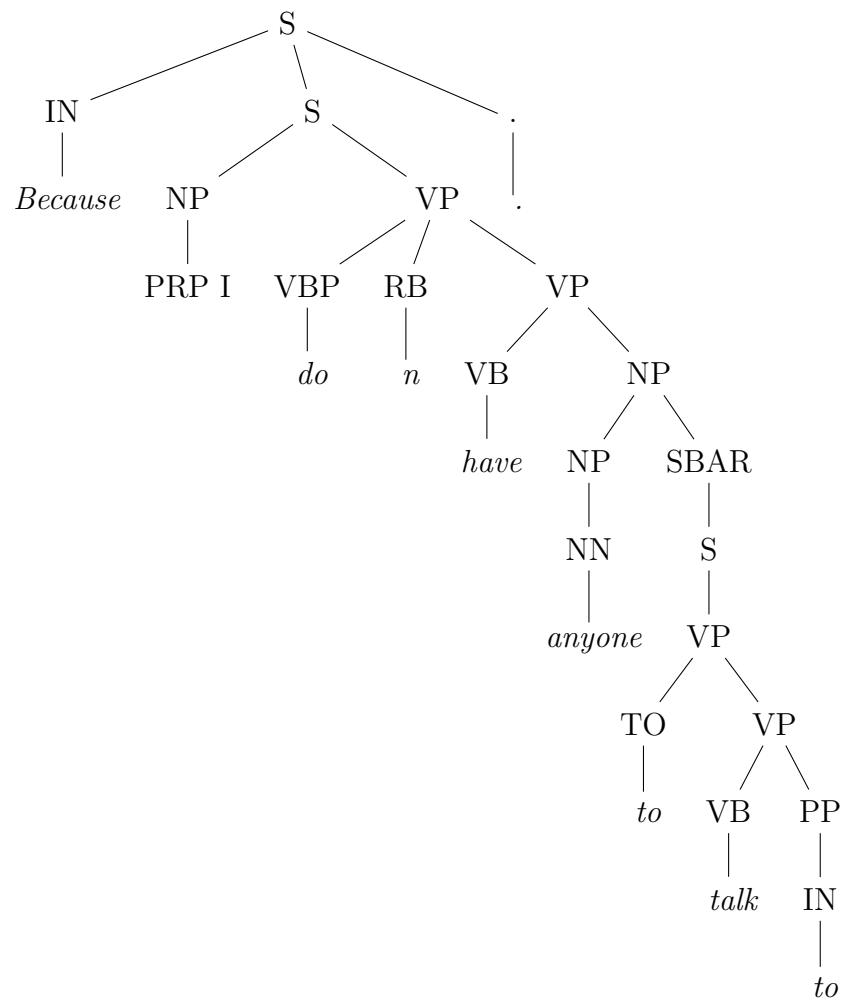 S
IN S .
Because NP VP .
PRP I VBP RB VP
do n VB NP
have NP SBAR
NN S
anyone VP
TO VP
to VB PP
talk IN
to